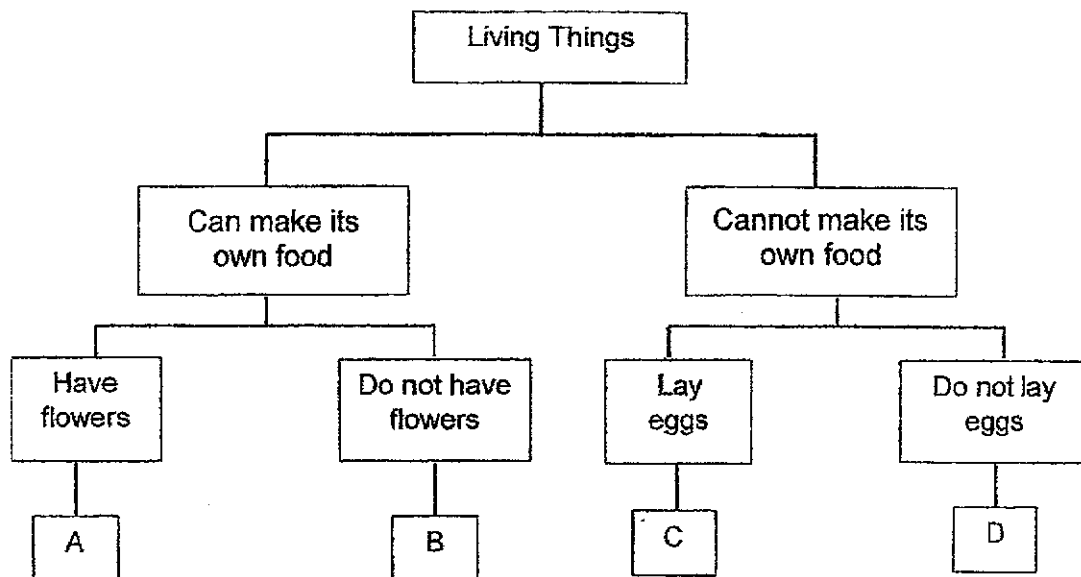 Living Things
Can make its
own food
Cannot make its
own food
Have
flowers
Do not have
flowers
Lay
eggs
Do not lay
eggs
A
B
C
D